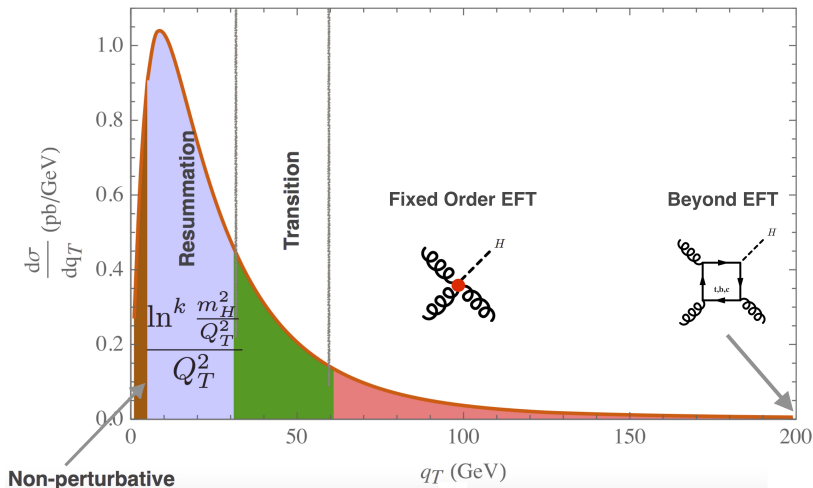 1.0
0.8
0.6
0.4
0.2
0.0
dσ
dq_T
(pb/GeV)
Resummation
Transition
Fixed Order EFT
Beyond EFT
H
H
t,b,c
ln^k m_H^2
Q_T^2
Q_T^2
0 50 100 150 200
q_T (GeV)
Non-perturbative